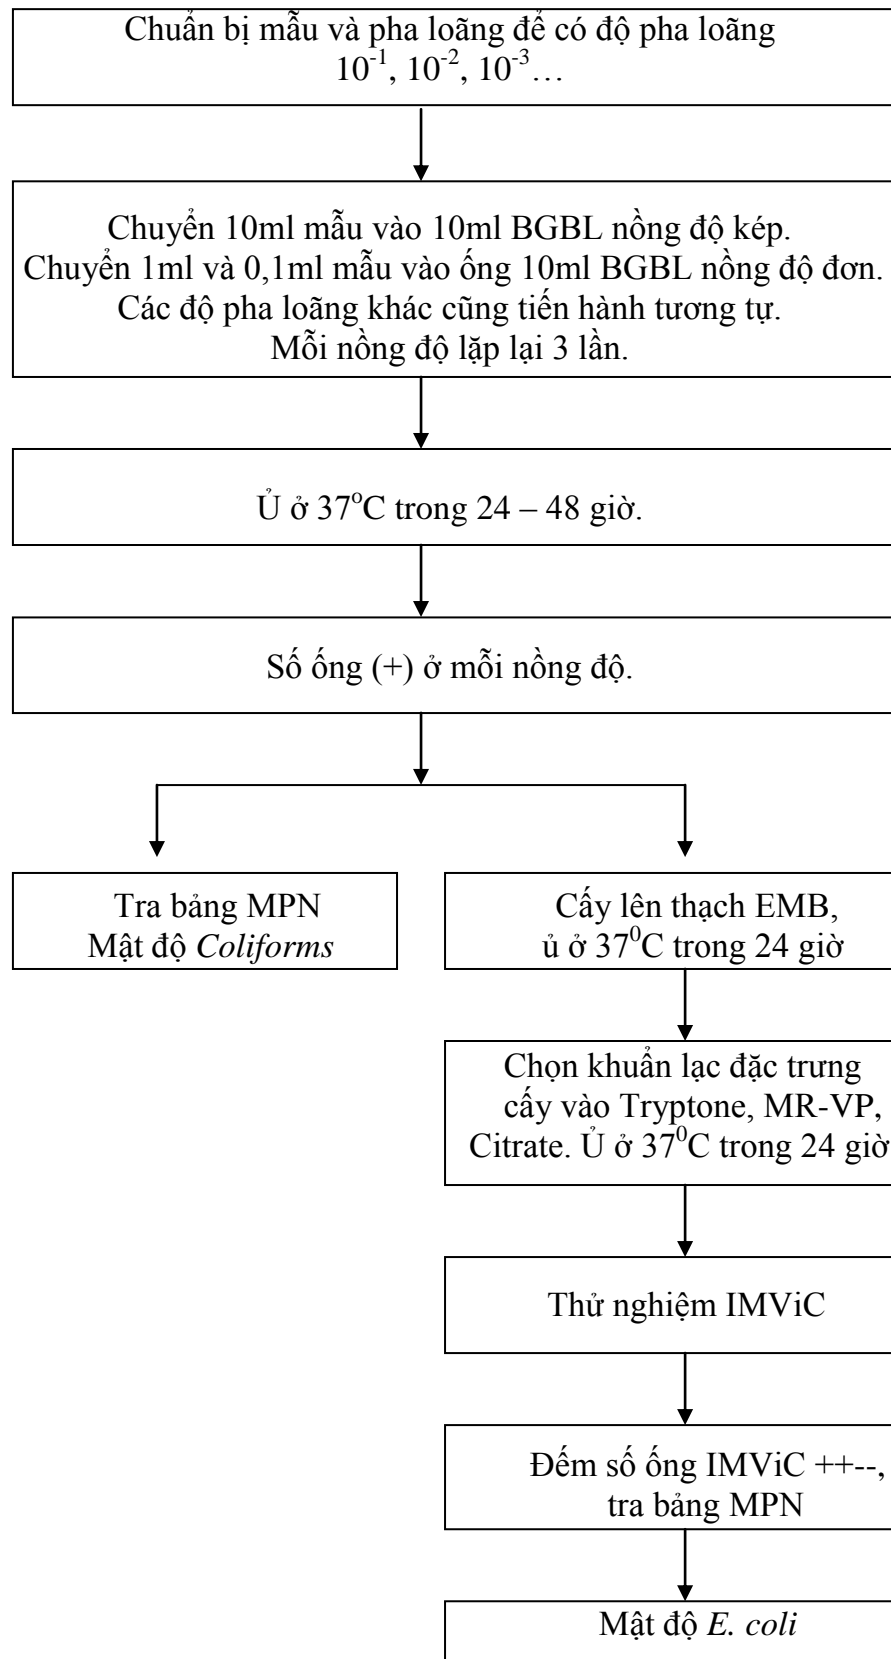 Chuẩn bị mẫu và pha loãng để có độ pha loãng
10⁻¹, 10⁻², 10⁻³…
Chuyển 10ml mẫu vào 10ml BGBL nồng độ kép.
Chuyển 1ml và 0,1ml mẫu vào ống 10ml BGBL nồng độ đơn.
Các độ pha loãng khác cũng tiến hành tương tự.
Mỗi nồng độ lặp lại 3 lần.
Ủ ở 37ᵒC trong 24 – 48 giờ.
Số ống (+) ở mỗi nồng độ.
Tra bảng MPN
Mật độ Coliforms
Cấy lên thạch EMB,
ủ ở 37⁰C trong 24 giờ
Chọn khuẩn lạc đặc trưng
cấy vào Tryptone, MR-VP,
Citrate. Ủ ở 37⁰C trong 24 giờ
Thử nghiệm IMViC
Đếm số ống IMViC ++--,
tra bảng MPN
Mật độ E. coli